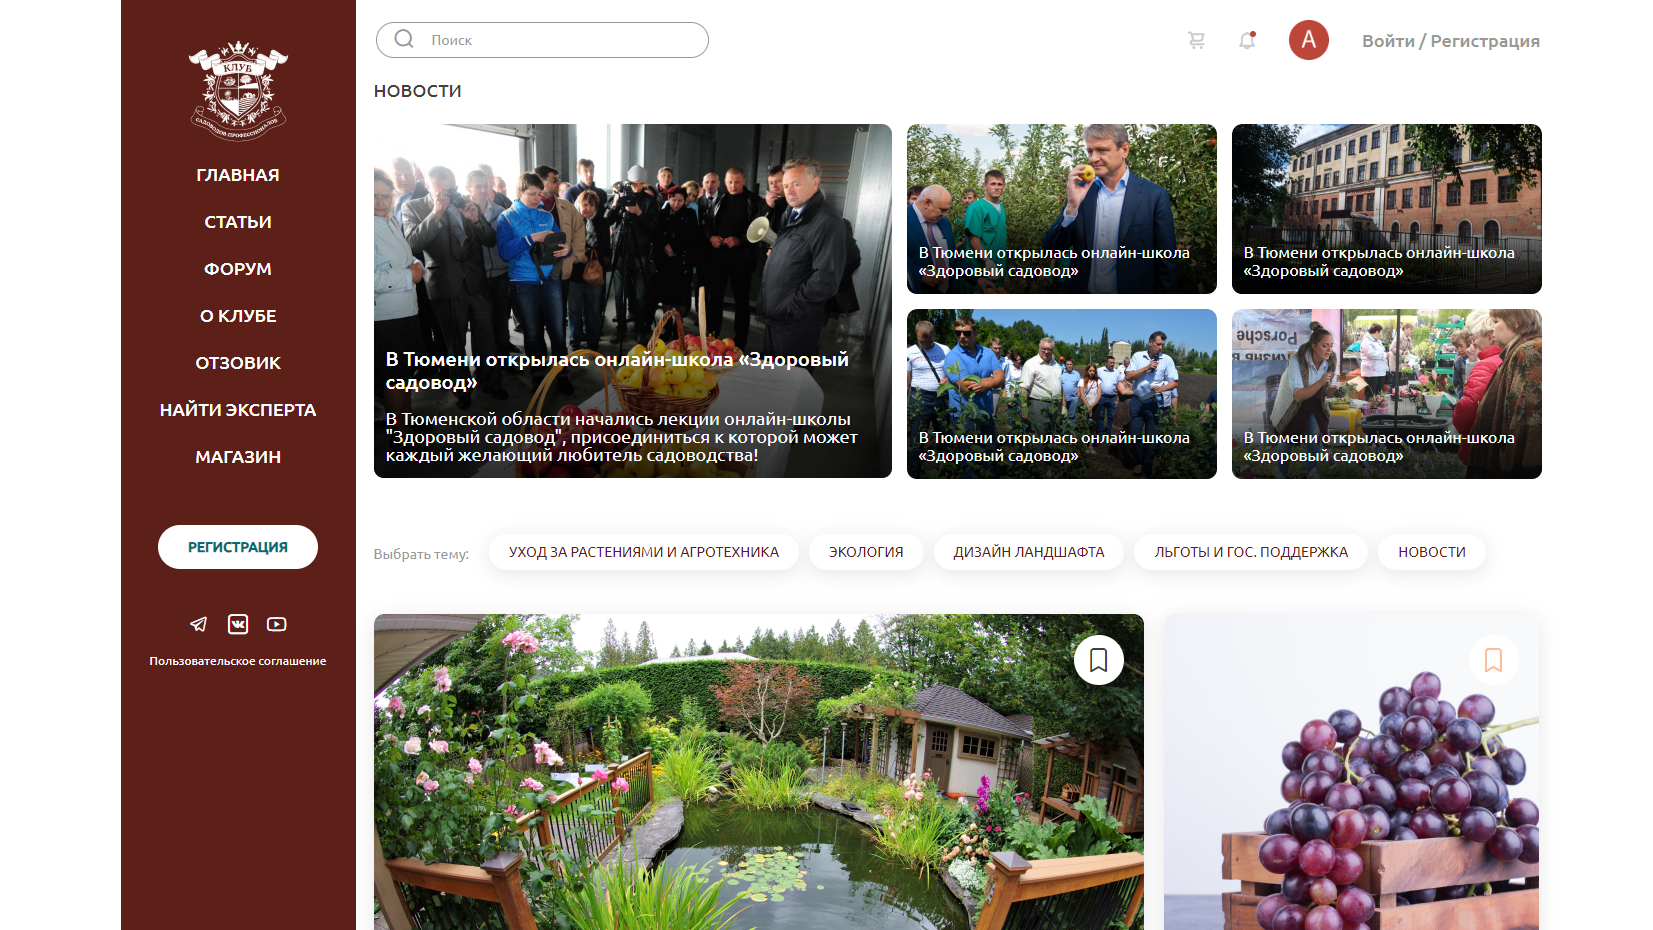 КЛУБ
САДОВОДОВ-ПРОФЕССИОНАЛОВ
ГЛАВНАЯ
СТАТЬИ
ФОРУМ
О КЛУБЕ
ОТЗОВИК
НАЙТИ ЭКСПЕРТА
МАГАЗИН
РЕГИСТРАЦИЯ
Пользовательское соглашение
Поиск
А
Войти / Регистрация
НОВОСТИ
В Тюмени открылась онлайн-школа «Здоровый
садовод»
В Тюменской области начались лекции онлайн-школы
"Здоровый садовод", присоединиться к которой может
каждый желающий любитель садоводства!
В Тюмени открылась онлайн-школа
«Здоровый садовод»
В Тюмени открылась онлайн-школа
«Здоровый садовод»
В Тюмени открылась онлайн-школа
«Здоровый садовод»
Porsche
В Тюмени открылась онлайн-школа
«Здоровый садовод»
Выбрать тему:
УХОД ЗА РАСТЕНИЯМИ И АГРОТЕХНИКА
ЭКОЛОГИЯ
ДИЗАЙН ЛАНДШАФТА
ЛЬГОТЫ И ГОС. ПОДДЕРЖКА
НОВОСТИ